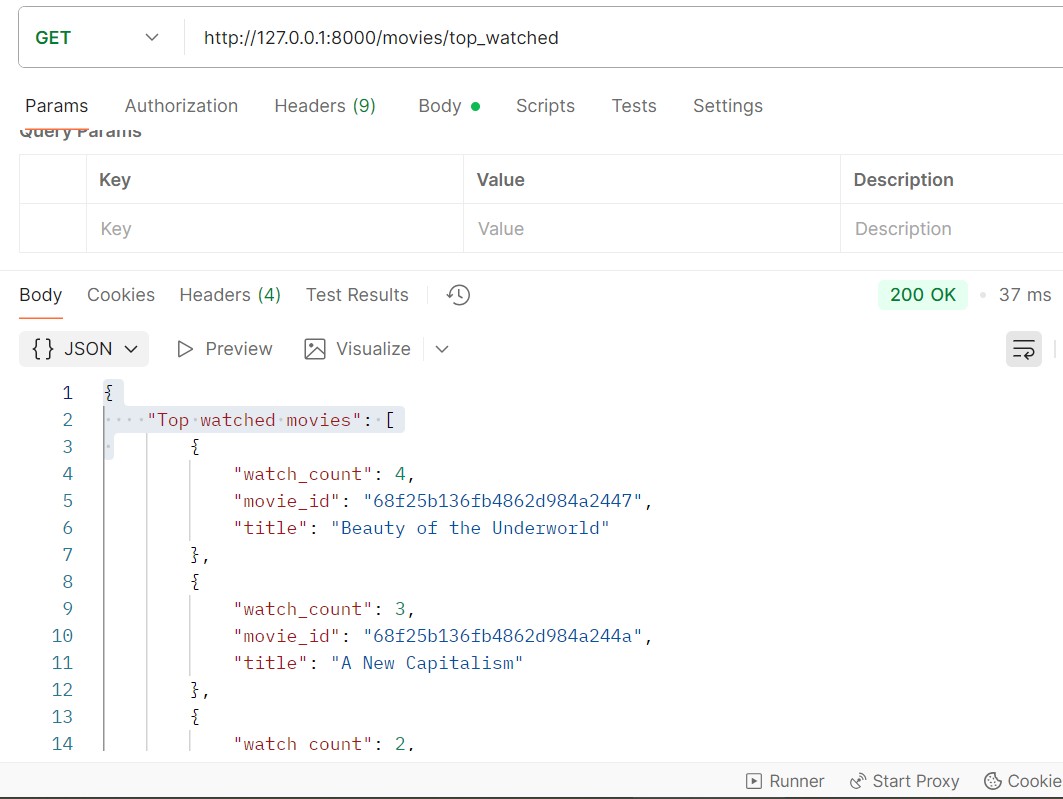 GET http://127.0.0.1:8000/movies/top_watched
Params Authorization Headers (9) Body Scripts Tests Settings
Query Params
Key Value Description
Key Value Description
Body Cookies Headers (4) Test Results 200 OK 37 ms
{} JSON Preview Visualize
1 {
2 "Top watched movies": [
3 {
4 "watch_count": 4,
5 "movie_id": "68f25b136fb4862d984a2447",
6 "title": "Beauty of the Underworld"
7 },
8 {
9 "watch_count": 3,
10 "movie_id": "68f25b136fb4862d984a244a",
11 "title": "A New Capitalism"
12 },
13 {
14 "watch_count": 2,
Runner Start Proxy Cookie